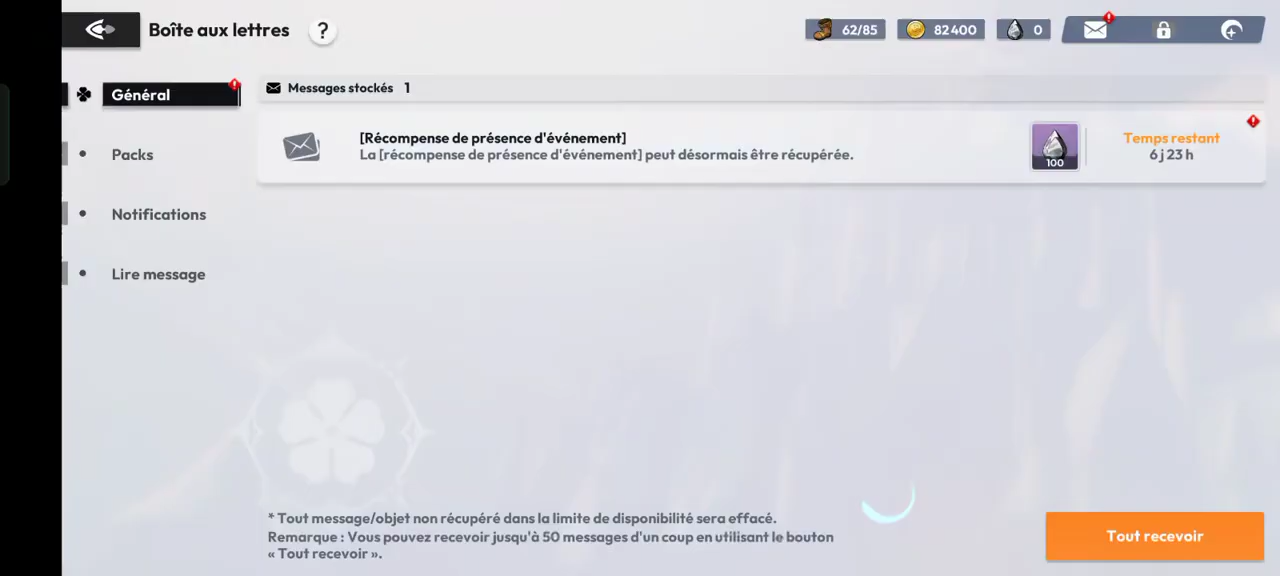 Boîte aux lettres ?
62/85 82400 0
Général
Messages stockés 1
[Récompense de présence d'événement]
La [récompense de présence d'événement] peut désormais être récupérée.
100
Temps restant
6 j 23 h
Packs
Notifications
Lire message
* Tout message/objet non récupéré dans la limite de disponibilité sera effacé.
Remarque : Vous pouvez recevoir jusqu'à 50 messages d'un coup en utilisant le bouton
« Tout recevoir ».
Tout recevoir